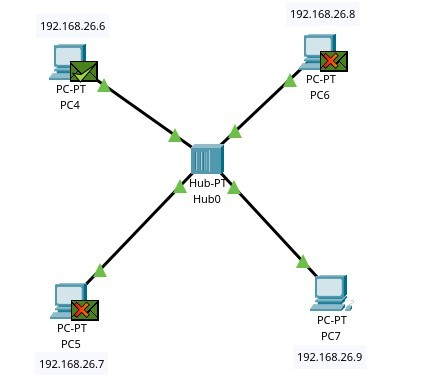 192.168.26.6
PC-PT
PC4
192.168.26.8
PC-PT
PC6
Hub-PT
Hub0
PC-PT
PC5
192.168.26.7
PC-PT
PC7
192.168.26.9